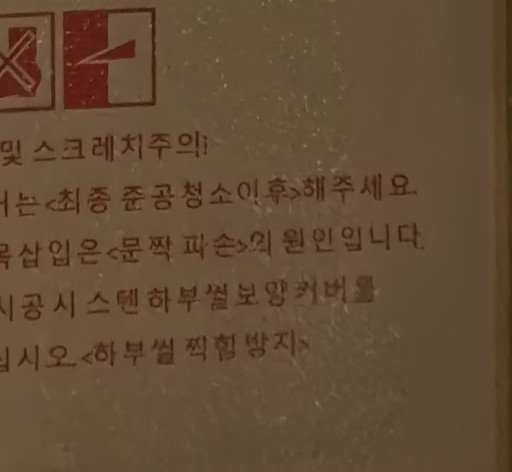 및 스크레치주의!
는<최종 준공청소이후>해주세요.
목삽입은<문짝 파손>의 원인입니다.
시공시 스텐하부씰보양커버를
십시오.<하부씰 찍힘방지>